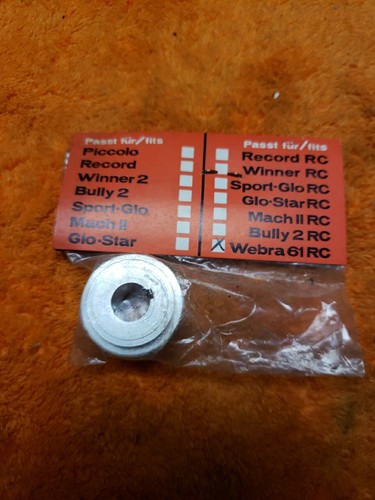 Passt für/fits
Piccolo
Record
Winner 2
Bully 2
Sport-Glo
Mach II
Glo-Star
Passt für/fits
Record RC
Winner RC
Sport-Glo RC
Glo-Star RC
Mach II RC
Bully 2 RC
Webra 61 RC